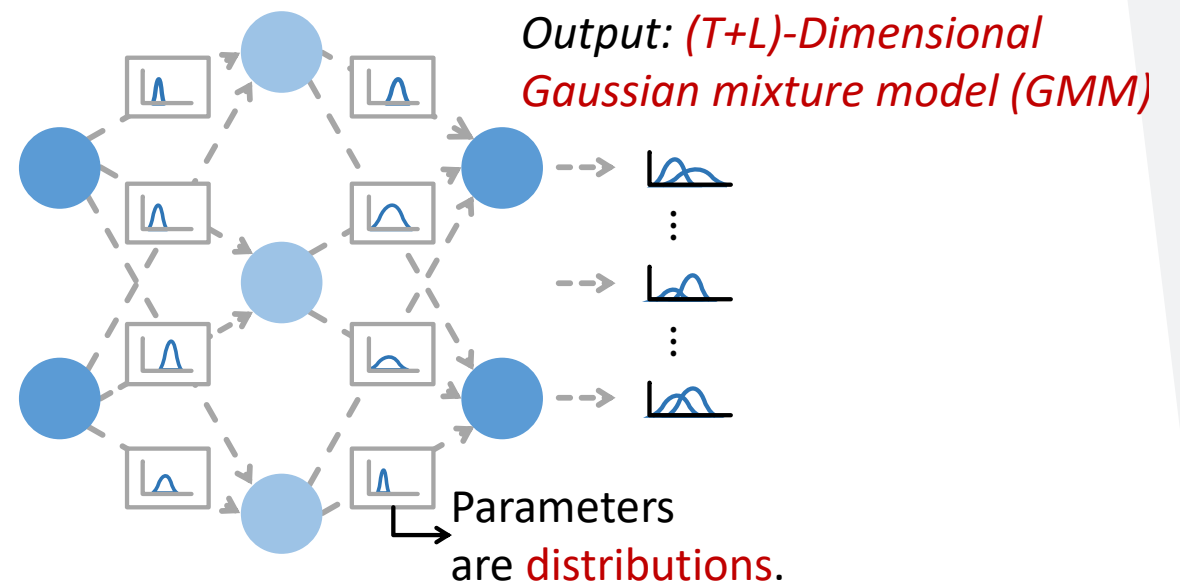 Output: (T+L)-Dimensional
Gaussian mixture model (GMM)
Parameters
are distributions.